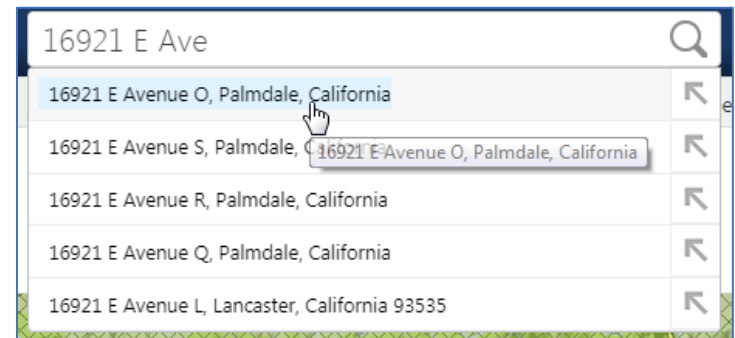 16921 E Ave
16921 E Avenue O, Palmdale, California
16921 E Avenue S, Palmdale, California
16921 E Avenue O, Palmdale, California
16921 E Avenue R, Palmdale, California
16921 E Avenue Q, Palmdale, California
16921 E Avenue L, Lancaster, California 93535